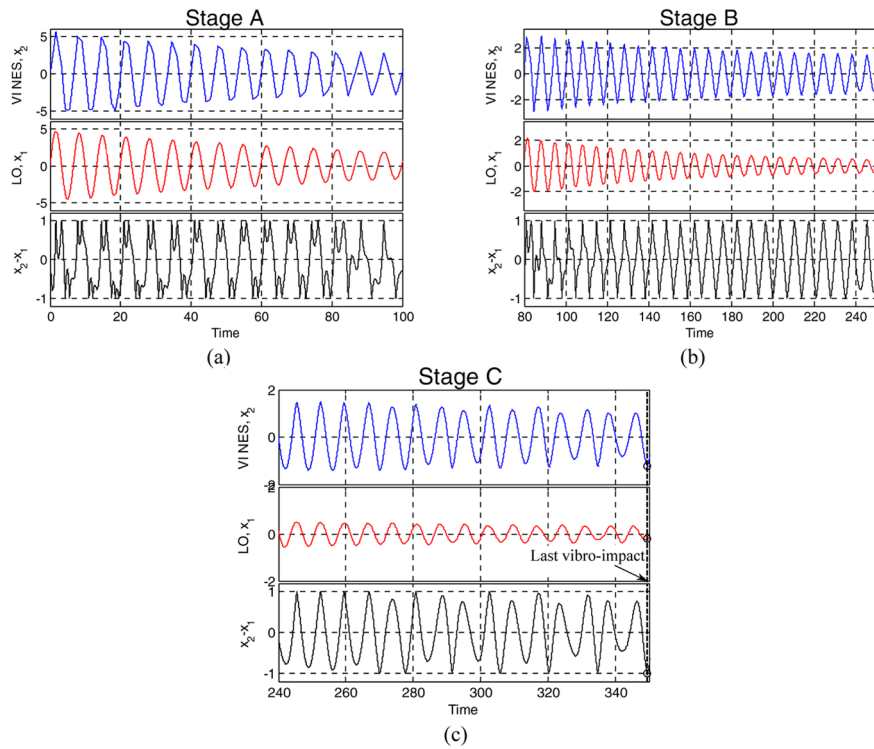 Stage A
VI NES, x2
5
0
-5
LO, x1
5
0
-5
x2-x1
1
0
-1
0 20 40 60 80 100
Time
(a)
Stage B
VI NES, x2
2
0
-2
LO, x1
2
0
-2
x2-x1
1
0
-1
80 100 120 140 160 180 200 220 240
Time
(b)
Stage C
VI NES, x2
2
0
LO, x1
0
-2
Last vibro-impact
x2-x1
1
0
-1
240 260 280 300 320 340
Time
(c)